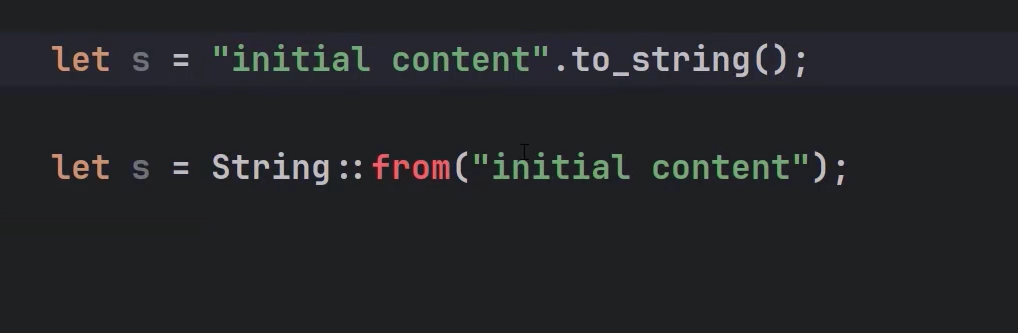 let s = "initial content".to_string();
let s = String::from("initial content");